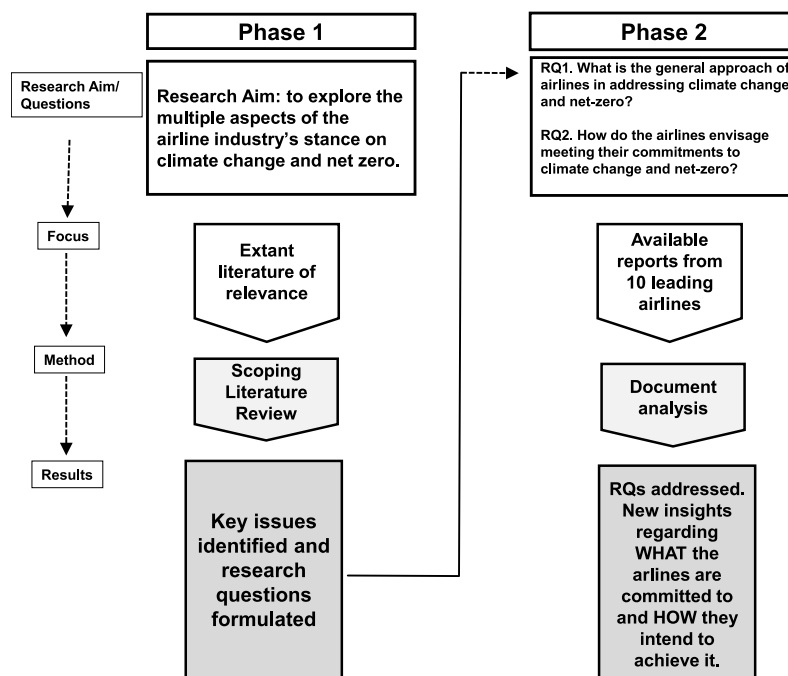 Phase 1
Phase 2
Research Aim/
Questions
Research Aim: to explore the
multiple aspects of the
airline industry's stance on
climate change and net zero.
RQ1. What is the general approach of
airlines in addressing climate change
and net-zero?
RQ2. How do the airlines envisage
meeting their commitments to
climate change and net-zero?
Focus
Extant
literature of
relevance
Available
reports from
10 leading
airlines
Method
Scoping
Literature
Review
Document
analysis
Results
Key issues
identified and
research
questions
formulated
RQs addressed.
New insights
regarding
WHAT the
arlines are
committed to
and HOW they
intend to
achieve it.